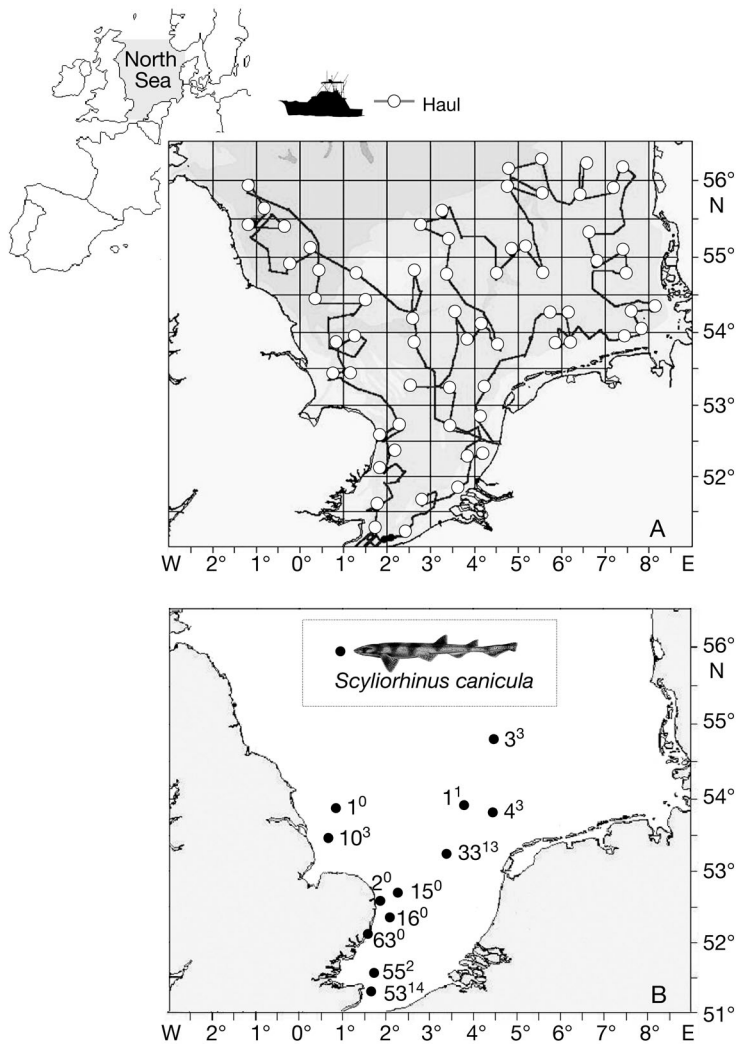 North
Sea
Haul
56°
N
55°
54°
53°
52°
A
W 2° 1° 0° 1° 2° 3° 4° 5° 6° 7° 8° E
Scyliorhinus canicula
56°
N
55°
3³
54°
1⁰
1¹
4³
10³
33¹³
53°
2⁰
15⁰
16⁰
63⁰
52°
55²
53¹⁴
B
51°
W 2° 1° 0° 1° 2° 3° 4° 5° 6° 7° 8° E